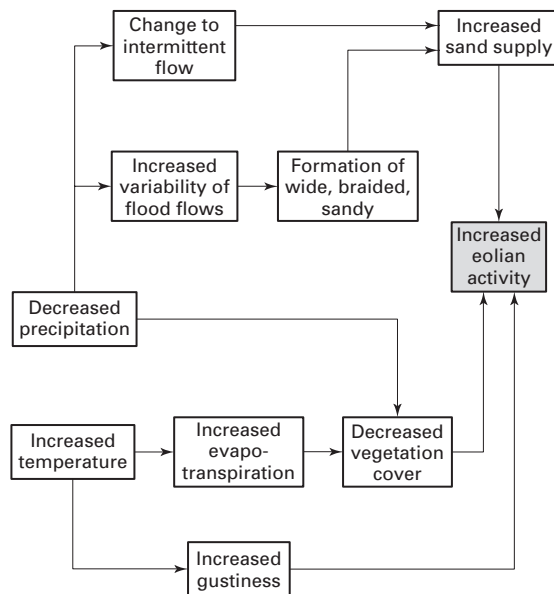 Change to
intermittent
flow
Increased
sand supply
Increased
variability of
flood flows
Formation of
wide, braided,
sandy
Increased
eolian
activity
Decreased
precipitation
Increased
temperature
Increased
evapo-
transpiration
Decreased
vegetation
cover
Increased
gustiness